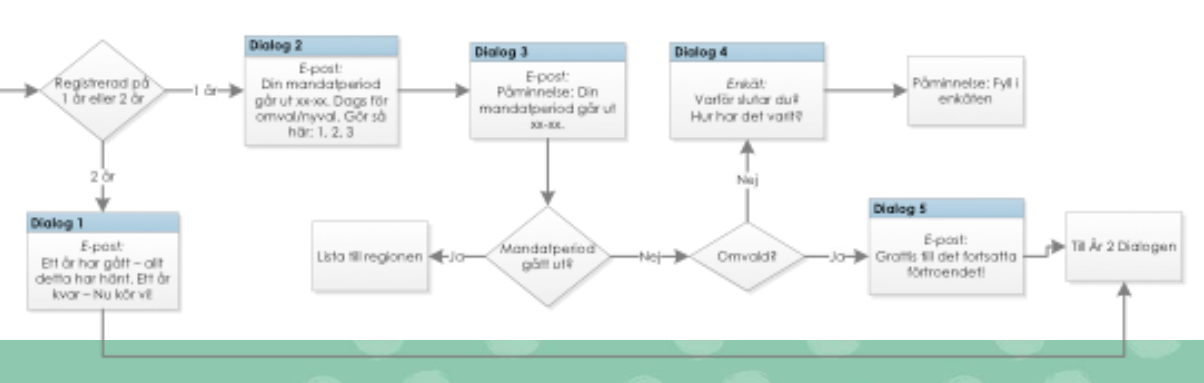 Registrerad på
1 år eller 2 år
1 år
2 år
Dialog 1
E-post:
Ett år har gått – allt
detta har hänt. Ett år
kvar – Nu kör vi!
Dialog 2
E-post:
Din mandatperiod
går ut xx-xx. Dags för
omval/nyval. Gör så
här: 1, 2, 3
Dialog 3
E-post:
Påminnelse: Din
mandatperiod går ut
xx-xx.
Mandatperiod
gått ut?
Ja
Lista till regionen
Nej
Omvald?
Nej
Dialog 4
Enkät:
Varför slutar du?
Hur har det varit?
Påminnelse: Fyll i
enkäten
Ja
Dialog 5
E-post:
Grattis till det fortsatta
förtroendet!
Till År 2 Dialogen